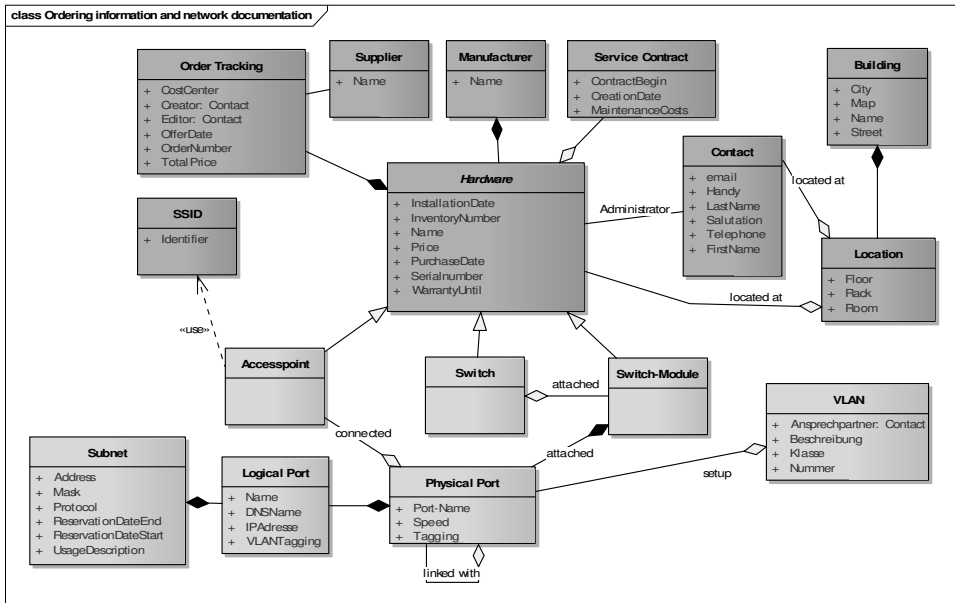 class Ordering information and network documentation
Order Tracking
+ CostCenter
+ Creator: Contact
+ Editor: Contact
+ OfferDate
+ OrderNumber
+ TotalPrice
Supplier
+ Name
Manufacturer
+ Name
Service Contract
+ ContractBegin
+ CreationDate
+ MaintenanceCosts
Building
+ City
+ Map
+ Name
+ Street
Hardware
+ InstallationDate
+ InventoryNumber
+ Name
+ Price
+ PurchaseDate
+ Serialnumber
+ WarrantyUntil
Administrator
Contact
+ email
+ Handy
+ LastName
+ Salutation
+ Telephone
+ FirstName
located at
SSID
+ Identifier
Location
+ Floor
+ Rack
+ Room
located at
«use»
Accesspoint
Switch
attached
Switch-Module
VLAN
+ Ansprechpartner: Contact
+ Beschreibung
+ Klasse
+ Nummer
connected
attached
setup
Subnet
+ Address
+ Mask
+ Protocol
+ ReservationDateEnd
+ ReservationDateStart
+ UsageDescription
Logical Port
+ Name
+ DNSName
+ IPAdresse
+ VLANTagging
Physical Port
+ Port-Name
+ Speed
+ Tagging
linked with